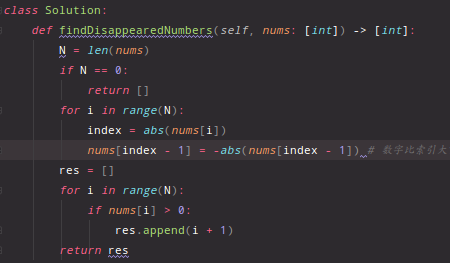 class Solution:
    def findDisappearedNumbers(self, nums: [int]) -> [int]:
        N = len(nums)
        if N == 0:
            return []
        for i in range(N):
            index = abs(nums[i])
            nums[index - 1] = -abs(nums[index - 1]) # 数字比索引大
        res = []
        for i in range(N):
            if nums[i] > 0:
                res.append(i + 1)
        return res